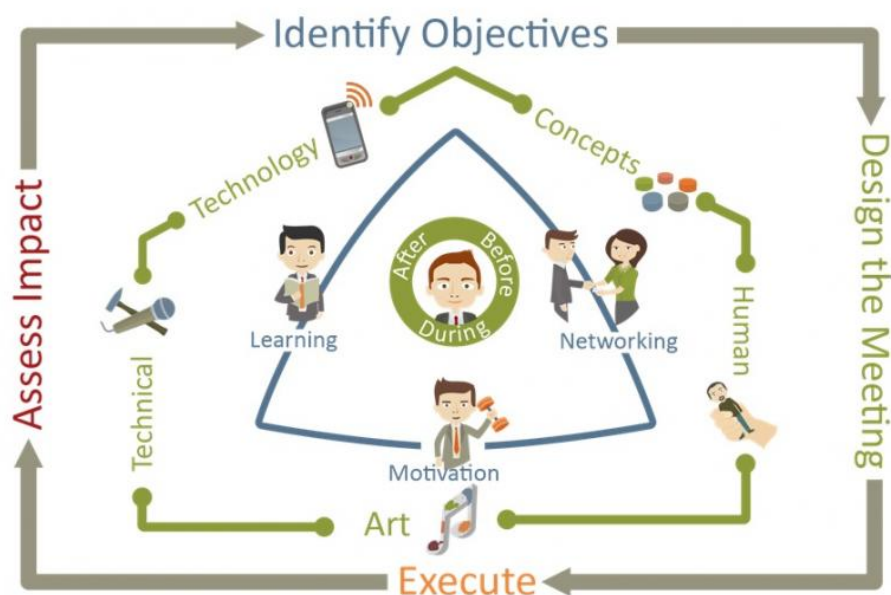 Identify Objectives
Technology
Concepts
After
Before
During
Assess Impact
Design the Meeting
Learning
Networking
Human
Technical
Motivation
Art
Execute